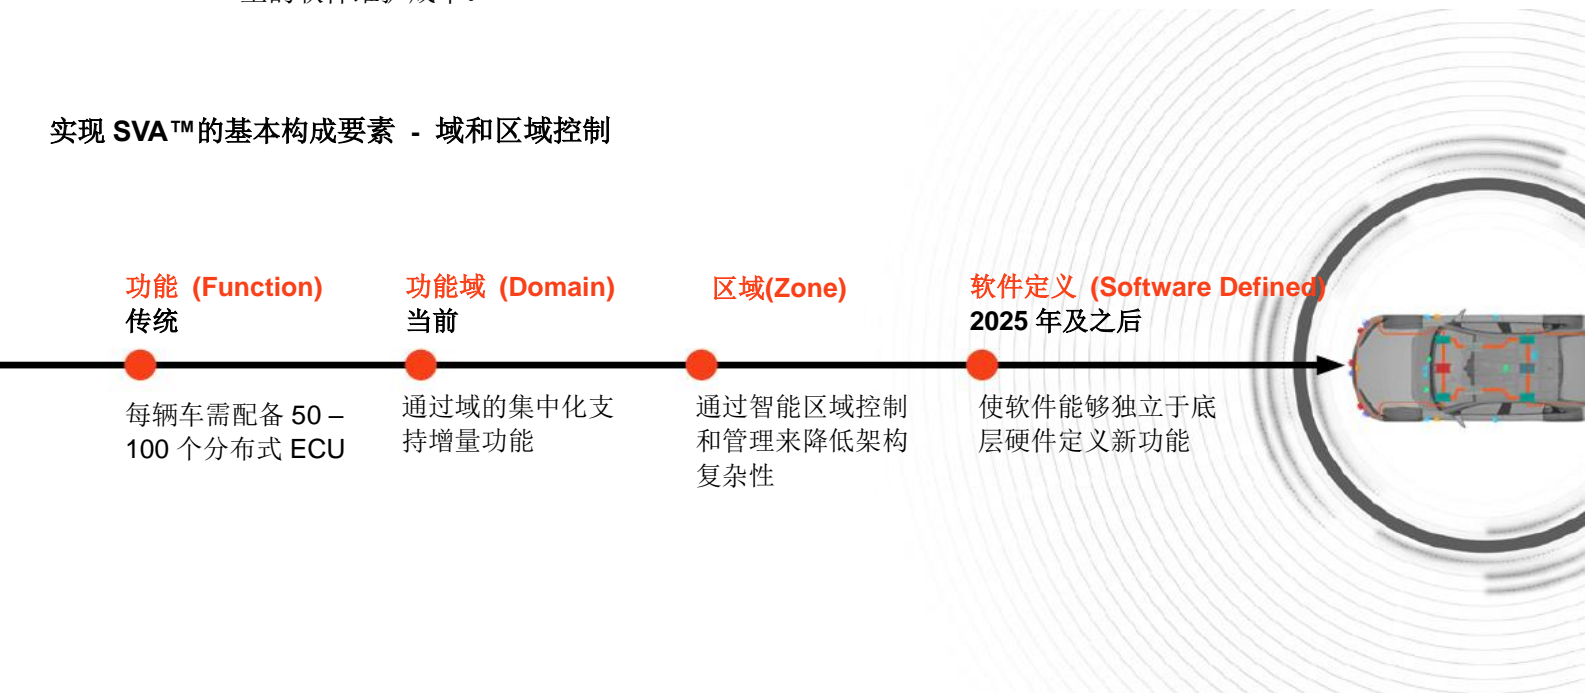 实现 SVA™的基本构成要素 - 域和区域控制
功能 (Function)
传统
每辆车需配备 50 –
100 个分布式 ECU
功能域 (Domain)
当前
通过域的集中化支
持增量功能
区域(Zone)
通过智能区域控制
和管理来降低架构
复杂性
软件定义 (Software Defined)
2025 年及之后
使软件能够独立于底
层硬件定义新功能